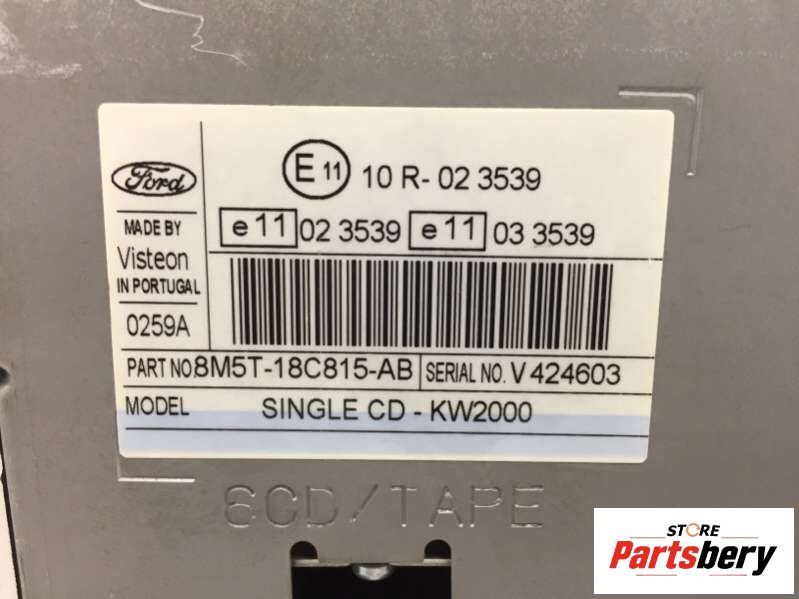 Ford
MADE BY
Visteon
IN PORTUGAL
0259A
E 11 10 R- 02 3539
e 11 02 3539 e 11 03 3539
PART NO. 8M5T-18C815-AB SERIAL NO. V 424603
MODEL SINGLE CD - KW2000
6CD/TAPE
STORE
Partsbery